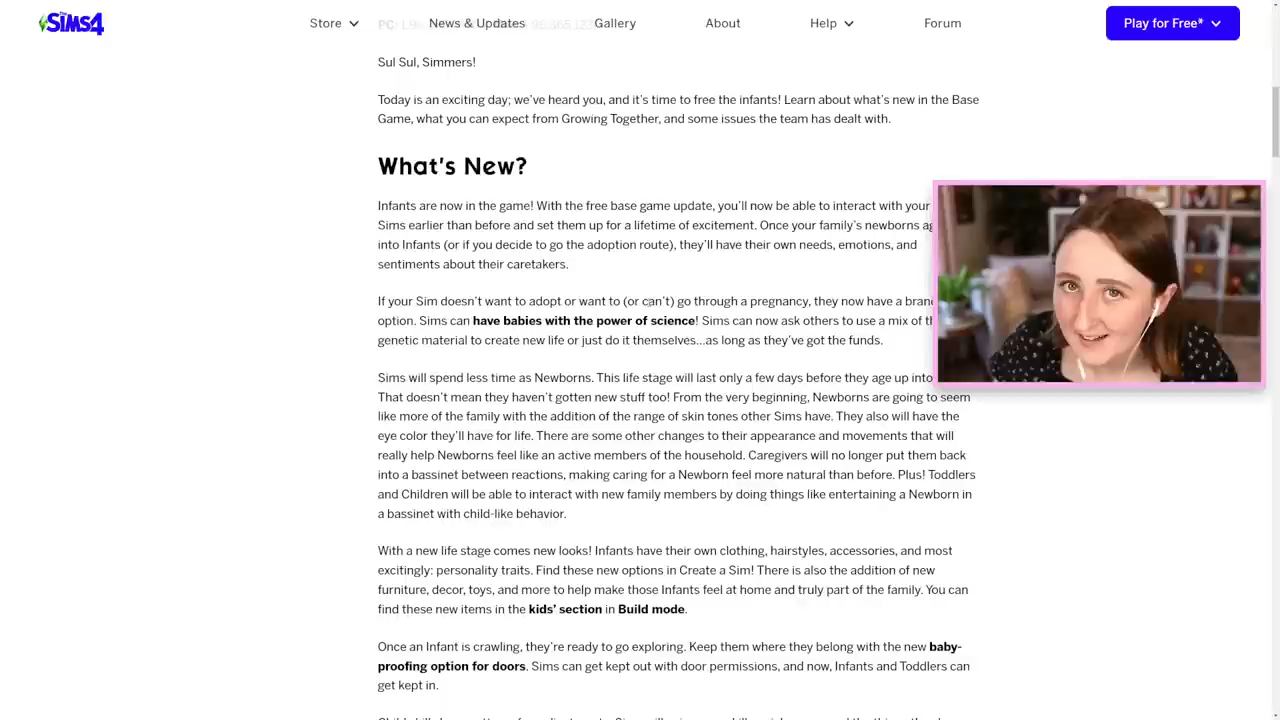 The SiMS4
Store
News & Updates
Gallery
About
Help
Forum
Play for Free*
PC:
Sul Sul, Simmers!
Today is an exciting day; we've heard you, and it's time to free the infants! Learn about what's new in the Base
Game, what you can expect from Growing Together, and some issues the team has dealt with.
What's New?
Infants are now in the game! With the free base game update, you'll now be able to interact with your
Sims earlier than before and set them up for a lifetime of excitement. Once your family's newborns
into Infants (or if you decide to go the adoption route), they'll have their own needs, emotions, and
sentiments about their caretakers.
If your Sim doesn't want to adopt or want to (or can't) go through a pregnancy, they now have a
option. Sims can have babies with the power of science! Sims can now ask others to use a mix of
genetic material to create new life or just do it themselves...as long as they've got the funds.
Sims will spend less time as Newborns. This life stage will last only a few days before they age up into
That doesn't mean they haven't gotten new stuff too! From the very beginning, Newborns are going to seem
like more of the family with the addition of the range of skin tones other Sims have. They also will have the
eye color they'll have for life. There are some other changes to their appearance and movements that will
really help Newborns feel like an active members of the household. Caregivers will no longer put them back
into a bassinet between reactions, making caring for a Newborn feel more natural than before. Plus! Toddlers
and Children will be able to interact with new family members by doing things like entertaining a Newborn in
a bassinet with child-like behavior.
With a new life stage comes new looks! Infants have their own clothing, hairstyles, accessories, and most
excitingly: personality traits. Find these new options in Create a Sim! There is also the addition of new
furniture, decor, toys, and more to help make those Infants feel at home and truly part of the family. You can
find these new items in the kids' section in Build mode.
Once an Infant is crawling, they're ready to go exploring. Keep them where they belong with the new baby-
proofing option for doors. Sims can get kept out with door permissions, and now, Infants and Toddlers can
get kept in.